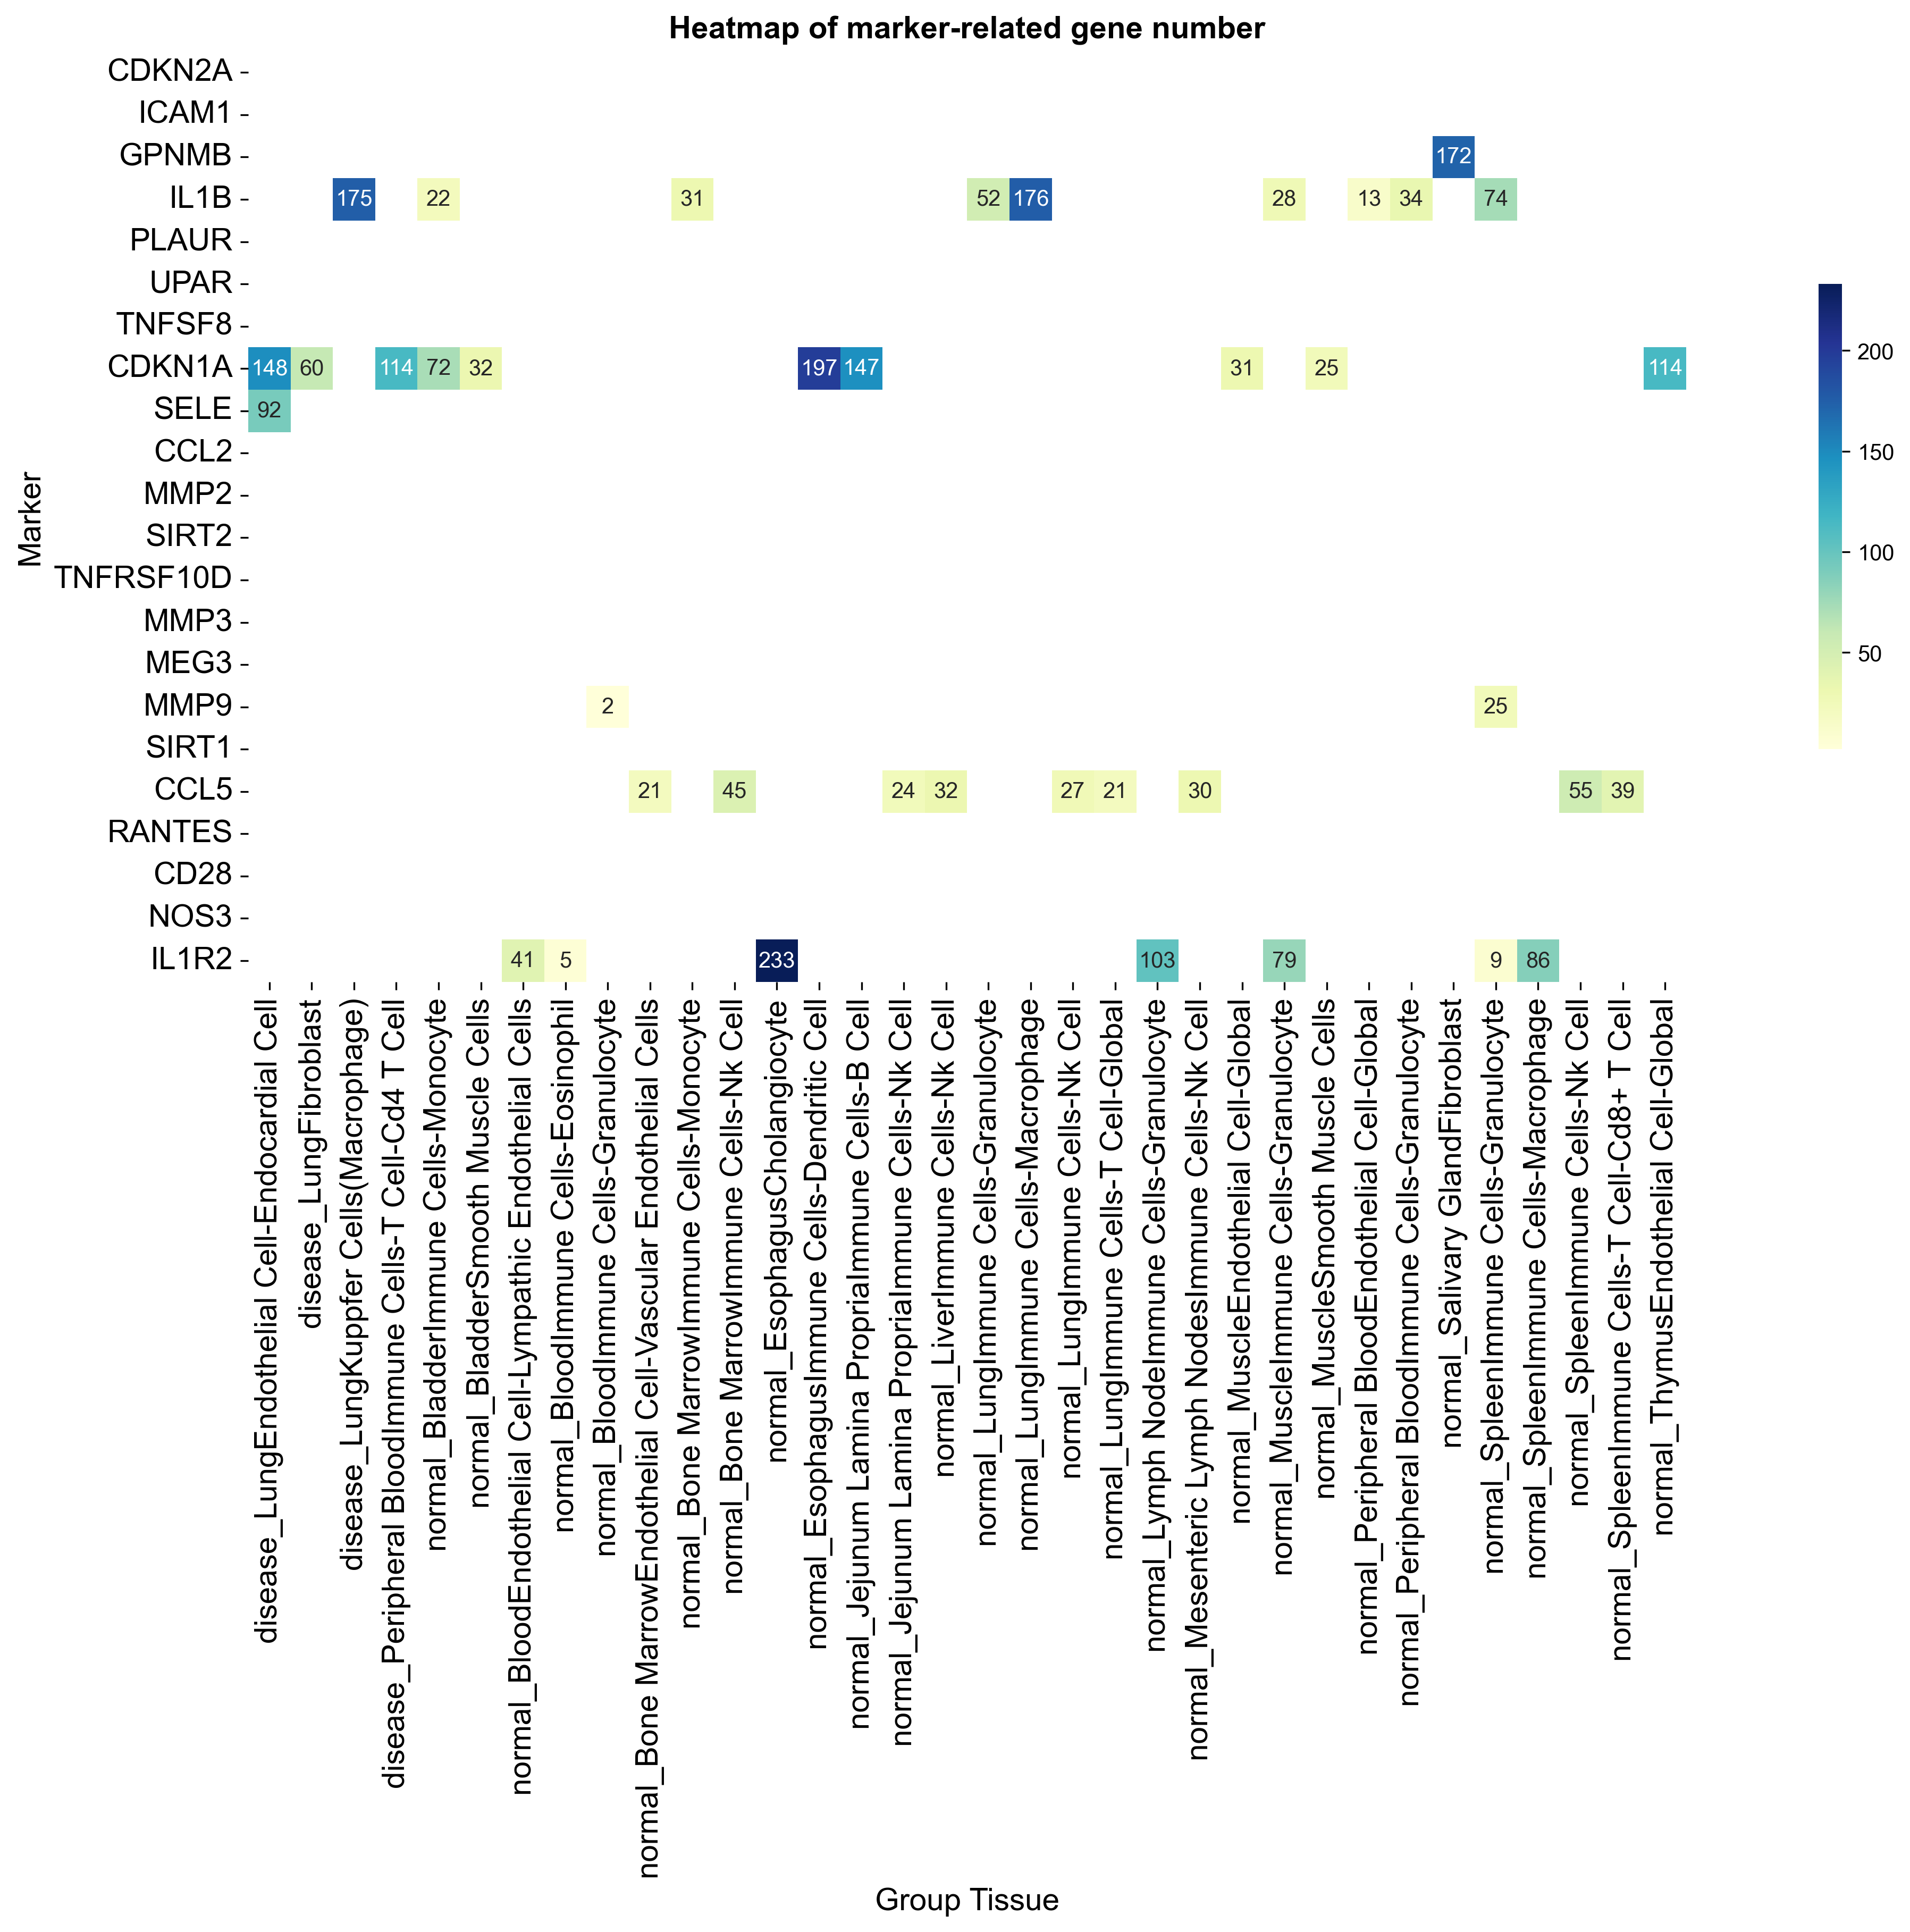 Heatmap of marker-related gene number
Marker
CDKN2A
ICAM1
GPNMB 172
IL1B 175 22 31 52 176 28 13 34 74
PLAUR
UPAR
TNFSF8
CDKN1A 148 60 114 72 32 197 147 31 25 114
SELE 92
CCL2
MMP2
SIRT2
TNFRSF10D
MMP3
MEG3
MMP9 2 25
SIRT1
CCL5 21 45 24 32 27 21 30 55 39
RANTES
CD28
NOS3
IL1R2 41 5 233 103 79 9 86
200
150
100
50
disease_LungEndothelial Cell-Endocardial Cell
disease_LungFibroblast
disease_LungKuppfer Cells(Macrophage)
disease_Peripheral BloodImmune Cells-T Cell-Cd4 T Cell
normal_BladderImmune Cells-Monocyte
normal_BladderSmooth Muscle Cells
normal_BloodEndothelial Cell-Lympathic Endothelial Cells
normal_BloodImmune Cells-Eosinophil
normal_BloodImmune Cells-Granulocyte
normal_Bone MarrowEndothelial Cell-Vascular Endothelial Cells
normal_Bone MarrowImmune Cells-Monocyte
normal_Bone MarrowImmune Cells-Nk Cell
normal_EsophagusCholangiocyte
normal_EsophagusImmune Cells-Dendritic Cell
normal_Jejunum Lamina PropriaImmune Cells-B Cell
normal_Jejunum Lamina PropriaImmune Cells-Nk Cell
normal_LiverImmune Cells-Nk Cell
normal_LungImmune Cells-Granulocyte
normal_LungImmune Cells-Macrophage
normal_LungImmune Cells-Nk Cell
normal_LungImmune Cells-T Cell-Global
normal_Lymph NodeImmune Cells-Granulocyte
normal_Mesenteric Lymph NodesImmune Cells-Nk Cell
normal_MuscleEndothelial Cell-Global
normal_MuscleImmune Cells-Granulocyte
normal_MuscleSmooth Muscle Cells
normal_Peripheral BloodEndothelial Cell-Global
normal_Peripheral BloodImmune Cells-Granulocyte
normal_Salivary GlandFibroblast
normal_SpleenImmune Cells-Granulocyte
normal_SpleenImmune Cells-Macrophage
normal_SpleenImmune Cells-Nk Cell
normal_SpleenImmune Cells-T Cell-Cd8+ T Cell
normal_ThymusEndothelial Cell-Global
Group Tissue